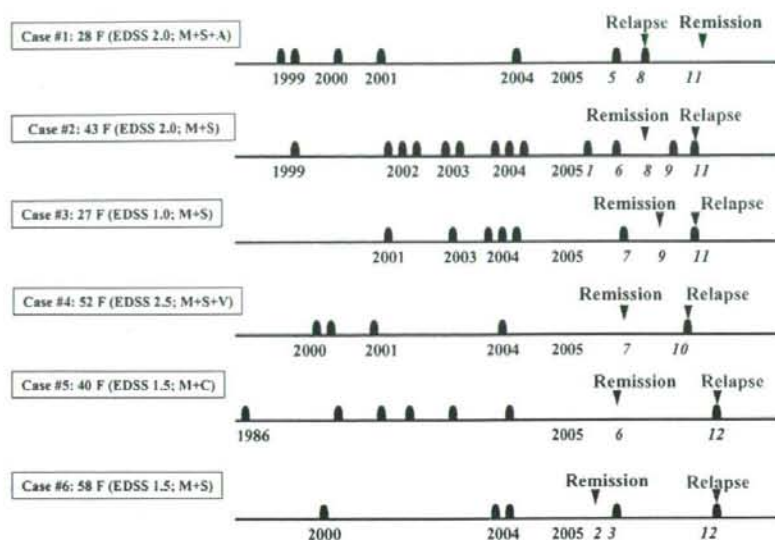 Relapse Remission
Case #1: 28 F (EDSS 2.0; M+S+A)
1999 2000 2001 2004 2005 5 8 11
Remission Relapse
Case #2: 43 F (EDSS 2.0; M+S)
1999 2002 2003 2004 2005 1 6 8 9 11
Remission Relapse
Case #3: 27 F (EDSS 1.0; M+S)
2001 2003 2004 2005 7 9 11
Remission Relapse
Case #4: 52 F (EDSS 2.5; M+S+V)
2000 2001 2004 2005 7 10
Remission Relapse
Case #5: 40 F (EDSS 1.5; M+C)
1986 2005 6 12
Remission Relapse
Case #6: 58 F (EDSS 1.5; M+S)
2000 2004 2005 2 3 12